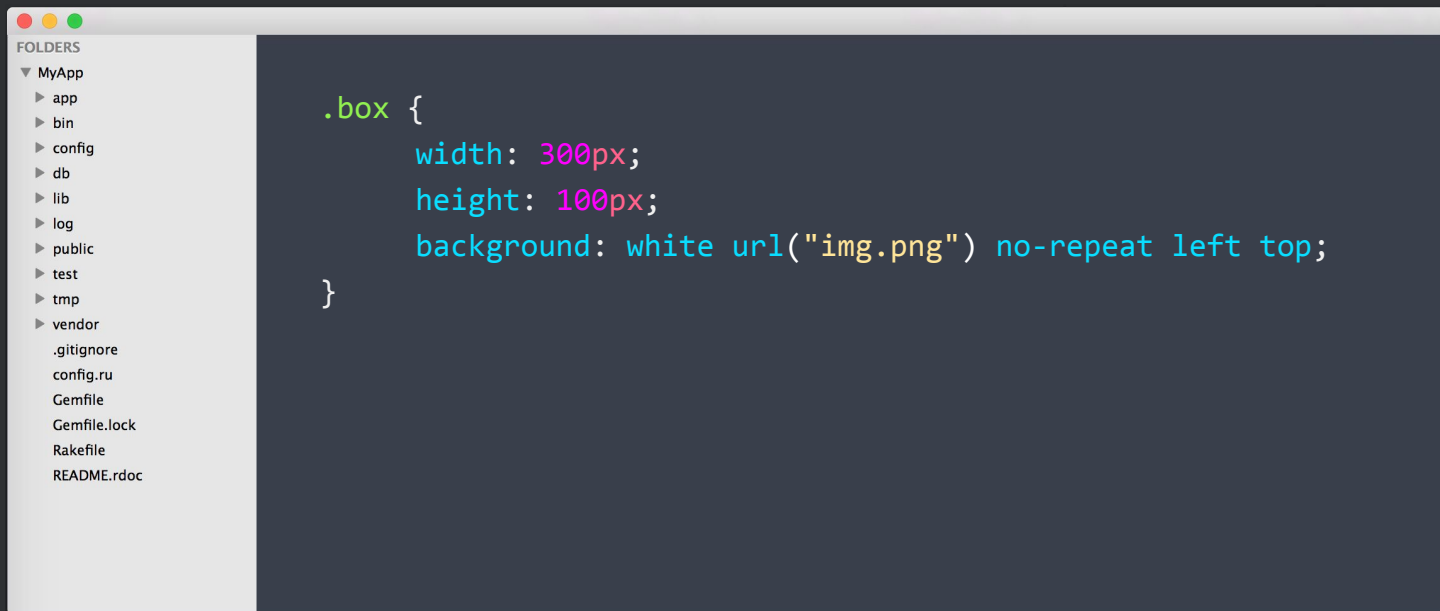 FOLDERS
MyApp
app
bin
config
db
lib
log
public
test
tmp
vendor
.gitignore
config.ru
Gemfile
Gemfile.lock
Rakefile
README.rdoc
.box {
width: 300px;
height: 100px;
background: white url("img.png") no-repeat left top;
}